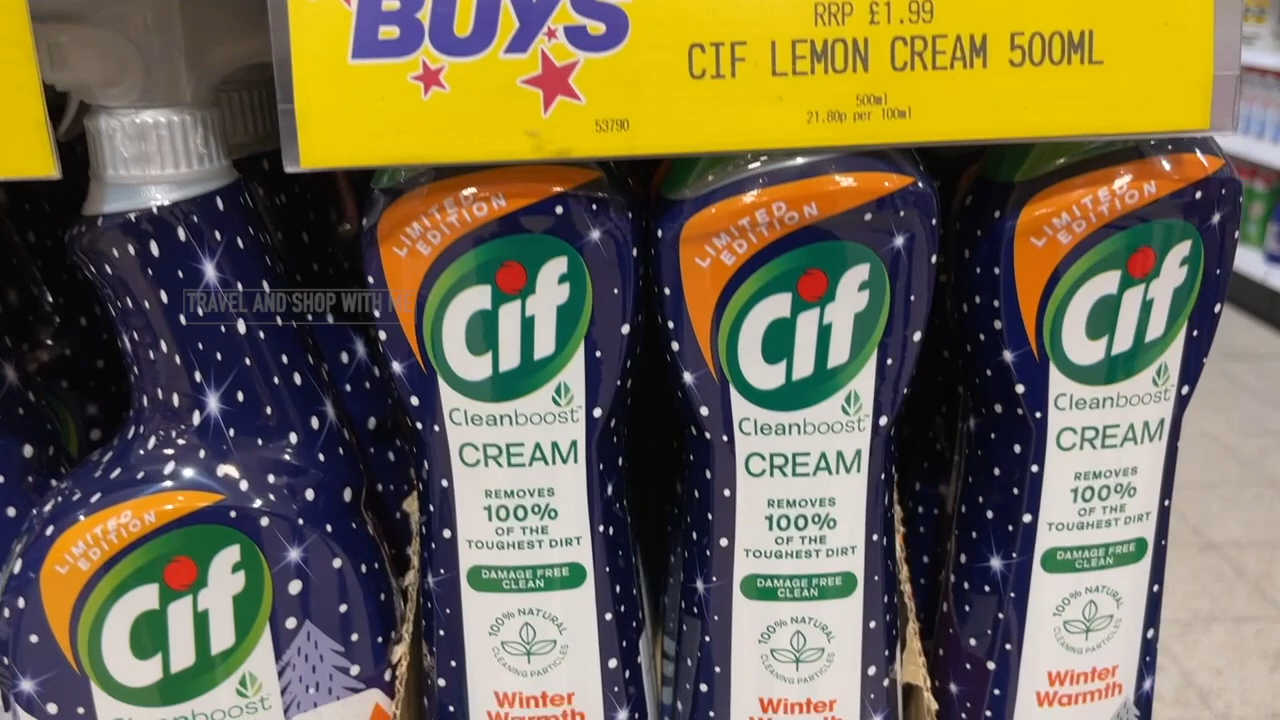 BUYS
RRP £1.99
CIF LEMON CREAM 500ML
500ml
21.80p per 100ml
53790
TRAVEL AND SHOP WITH
LIMITED
EDITION
Cif
Cleanboost
CREAM
REMOVES
100%
OF THE
TOUGHEST DIRT
DAMAGE FREE
CLEAN
100% NATURAL
CLEANING PARTICLES
Winter
Warmth
LIMITED
EDITION
Cif
Cleanboost™
CREAM
REMOVES
100%
OF THE
TOUGHEST DIRT
DAMAGE FREE
CLEAN
100% NATURAL
CLEANING PARTICLES
Winter
Warmth
LIMITED
EDITION
Cif
Cleanboost
CREAM
REMOVES
100%
OF THE
TOUGHEST DIRT
DAMAGE FREE
CLEAN
100% NATURAL
CLEANING PARTICLES
Winter
Warmth
LIMITED
EDITION
Cif
Cleanboost